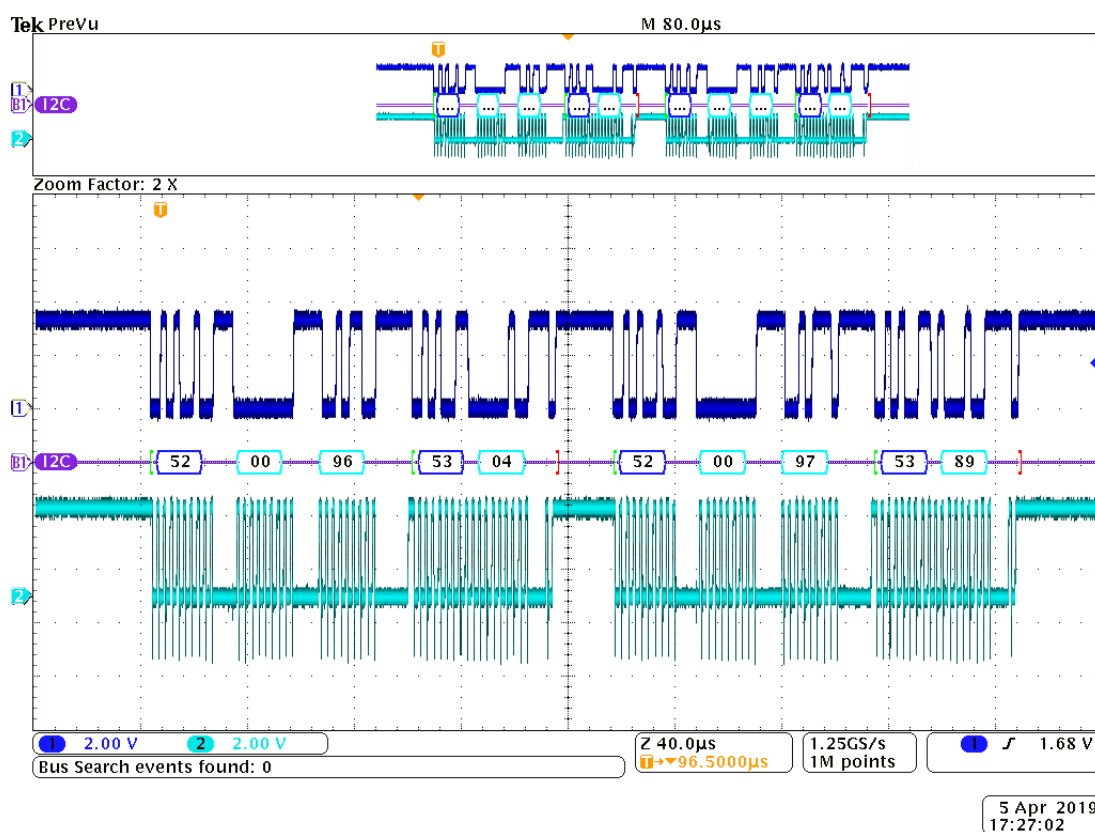 Tek PreVu M 80.0µs
T
1
B1 I2C ... ... ... ... ... ... ... ... ... ...
2
Zoom Factor: 2 X
T
1
B1 I2C 52 00 96 53 04 52 00 97 53 89
2
1 2.00 V 2 2.00 V Z 40.0µs 1.25GS/s 1 1.68 V
T→▼96.5000µs 1M points
Bus Search events found: 0
5 Apr 2019
17:27:02